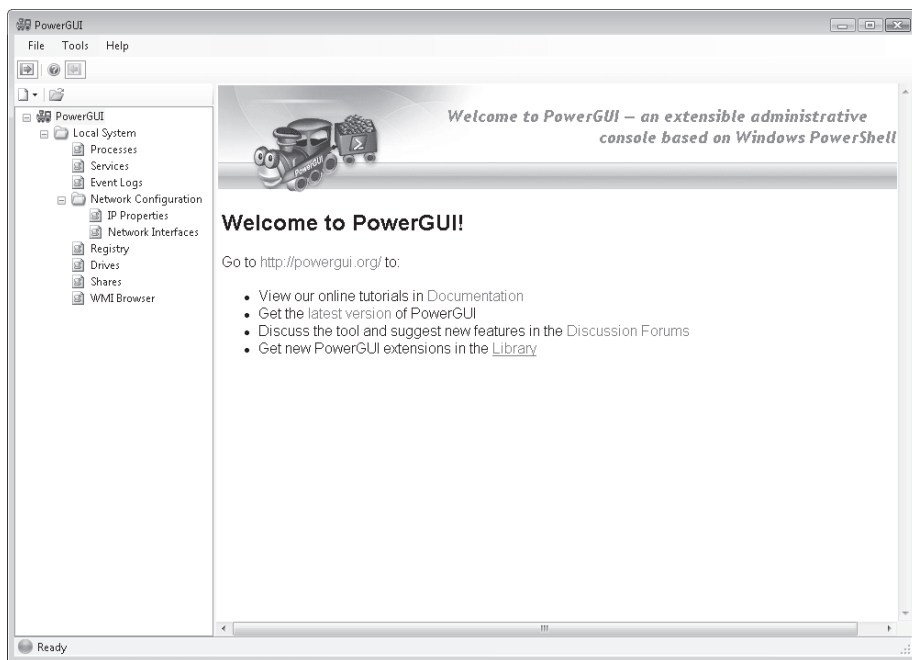 PowerGUI
File Tools Help
PowerGUI
Local System
Processes
Services
Event Logs
Network Configuration
IP Properties
Network Interfaces
Registry
Drives
Shares
WMI Browser
Welcome to PowerGUI – an extensible administrative
console based on Windows PowerShell
PowerGUI
Welcome to PowerGUI!
Go to http://powergui.org/ to:
• View our online tutorials in Documentation
• Get the latest version of PowerGUI
• Discuss the tool and suggest new features in the Discussion Forums
• Get new PowerGUI extensions in the Library
Ready